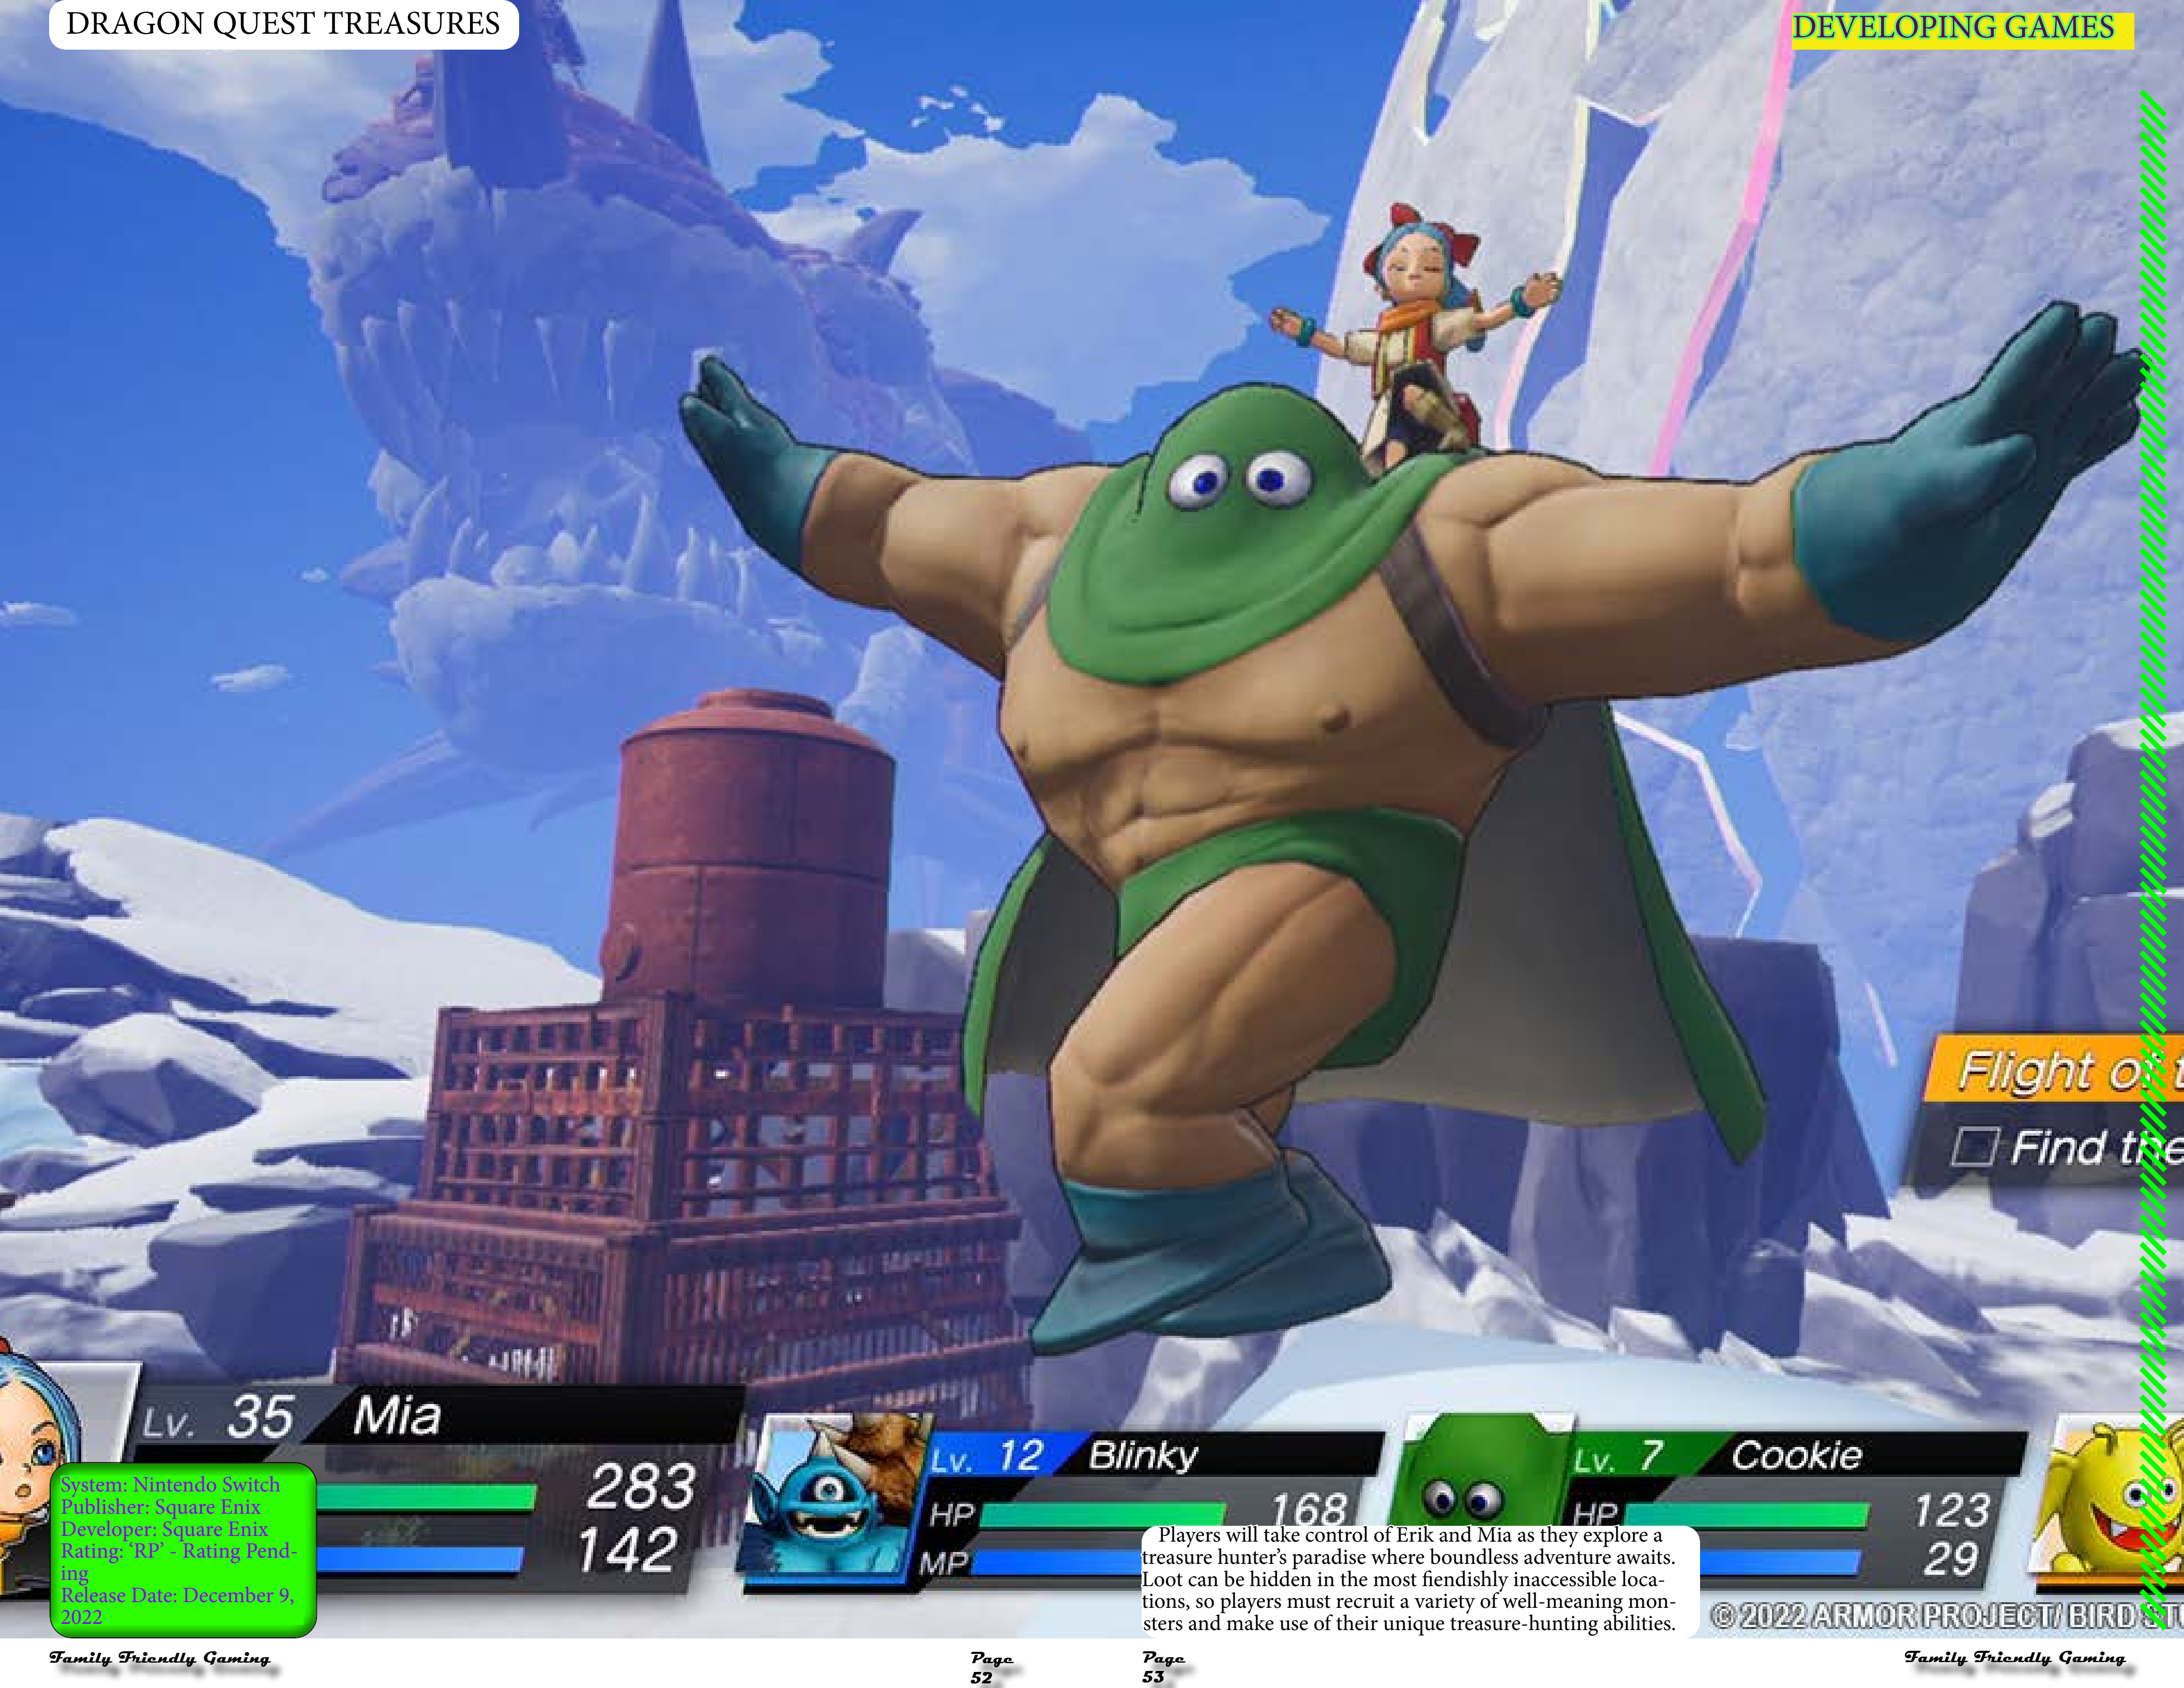 DRAGON QUEST TREASURES
DEVELOPING GAMES
Flight of t
Find the
Lv. 35 Mia
283
142
Lv. 12 Blinky
HP 168
MP
Lv. 7 Cookie
HP 123
29
System: Nintendo Switch
Publisher: Square Enix
Developer: Square Enix
Rating: ‘RP’ - Rating Pend-
ing
Release Date: December 9,
2022
Players will take control of Erik and Mia as they explore a
treasure hunter’s paradise where boundless adventure awaits.
Loot can be hidden in the most fiendishly inaccessible loca-
tions, so players must recruit a variety of well-meaning mon-
sters and make use of their unique treasure-hunting abilities.
© 2022 ARMOR PROJECT/ BIRD STU
Family Friendly Gaming
Page
52
Page
53
Family Friendly Gaming